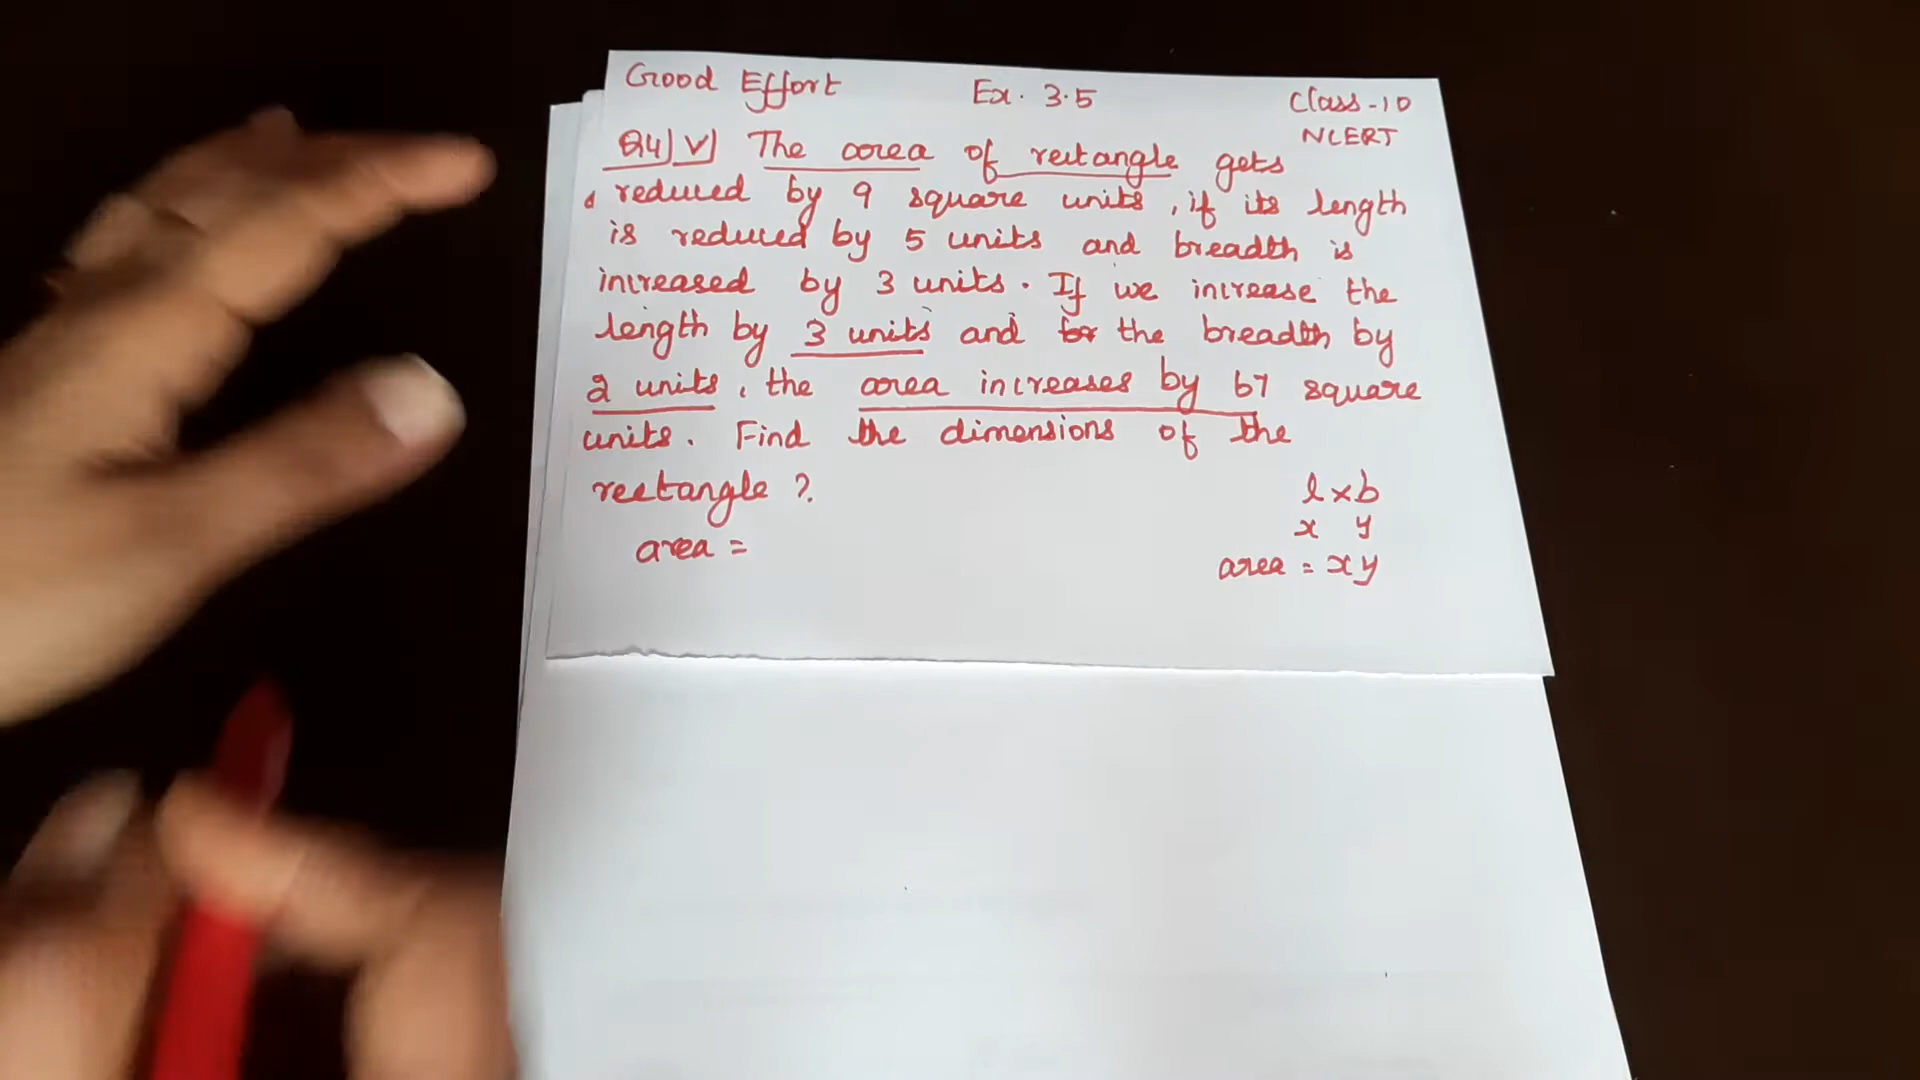 Good Effort Ex. 3.5 Class-10
NCERT
Q4) V) The area of rectangle gets
reduced by 9 square units, if its length
is reduced by 5 units and breadth is
increased by 3 units. If we increase the
length by 3 units and the breadth by
2 units, the area increases by 67 square
units. Find the dimensions of the
rectangle ?
l x b
x y
area =
area = xy